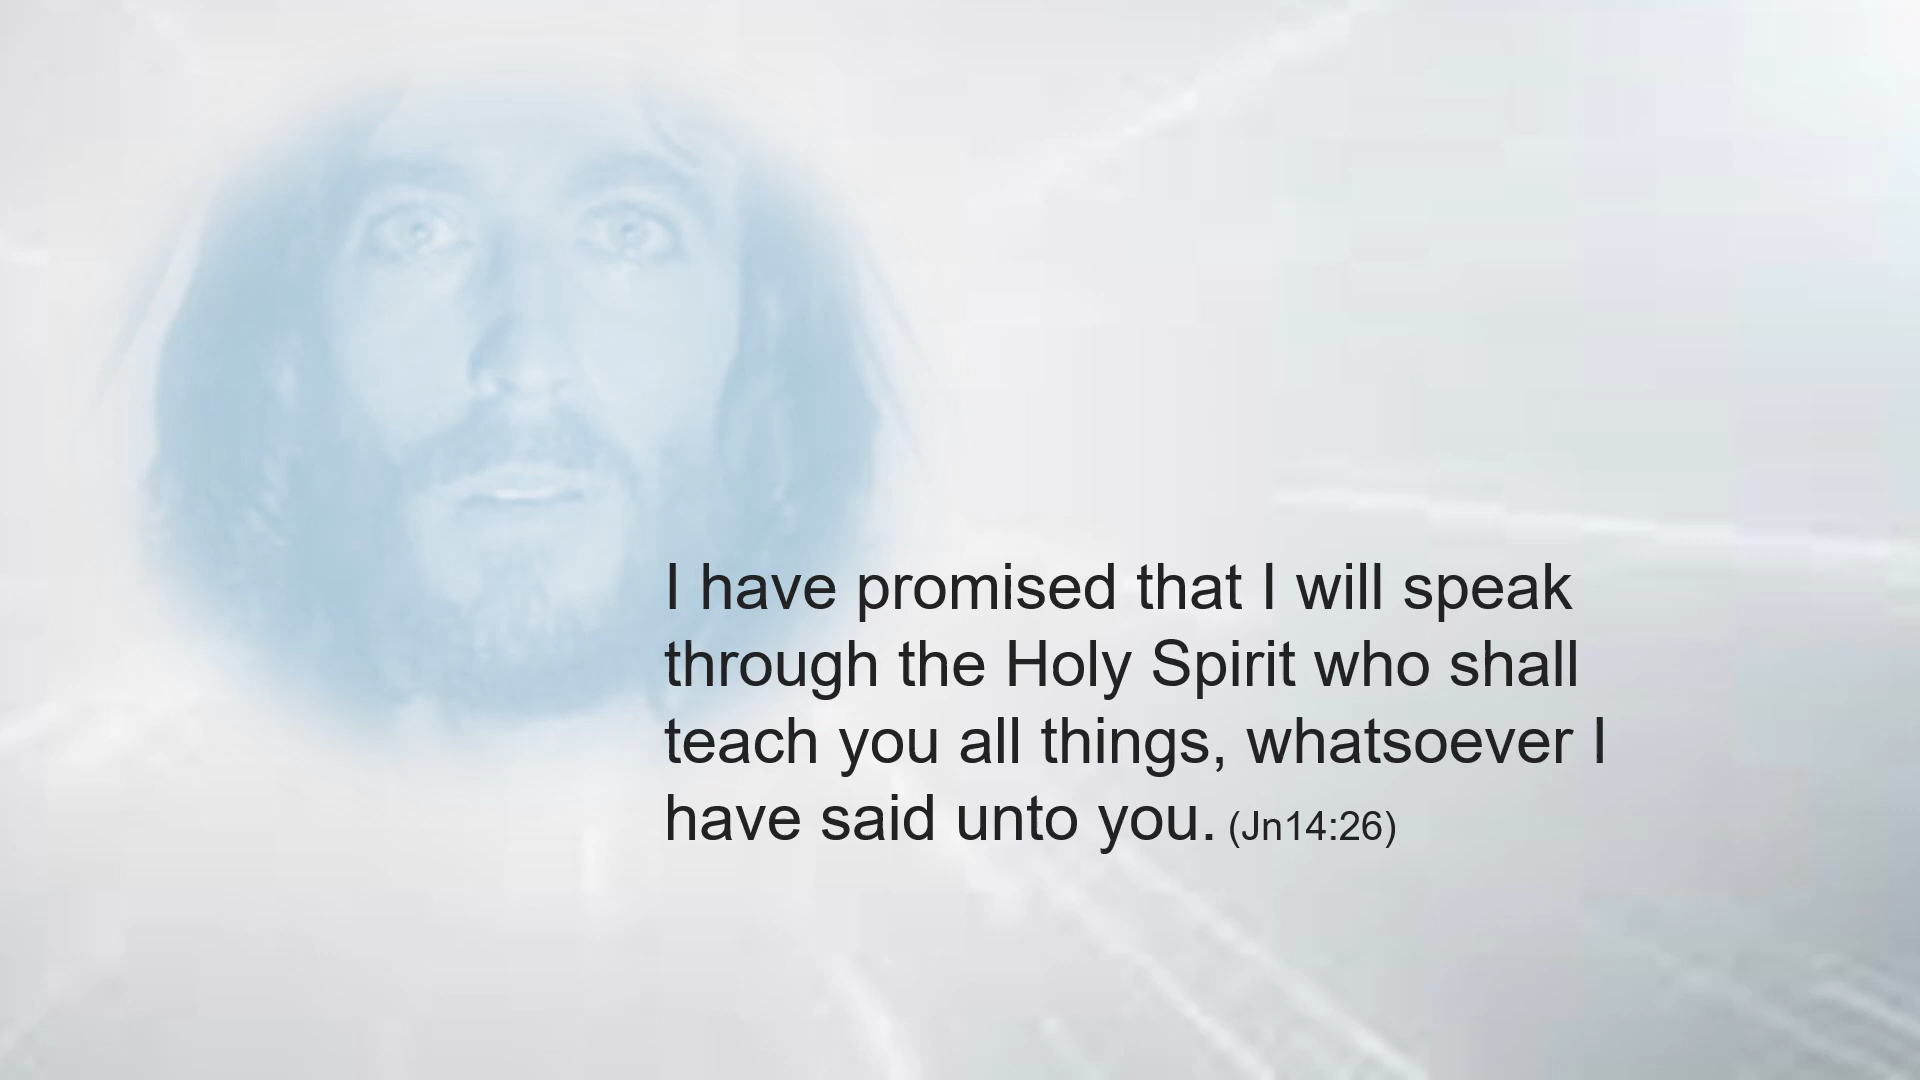 I have promised that I will speak
through the Holy Spirit who shall
teach you all things, whatsoever I
have said unto you. (Jn14:26)